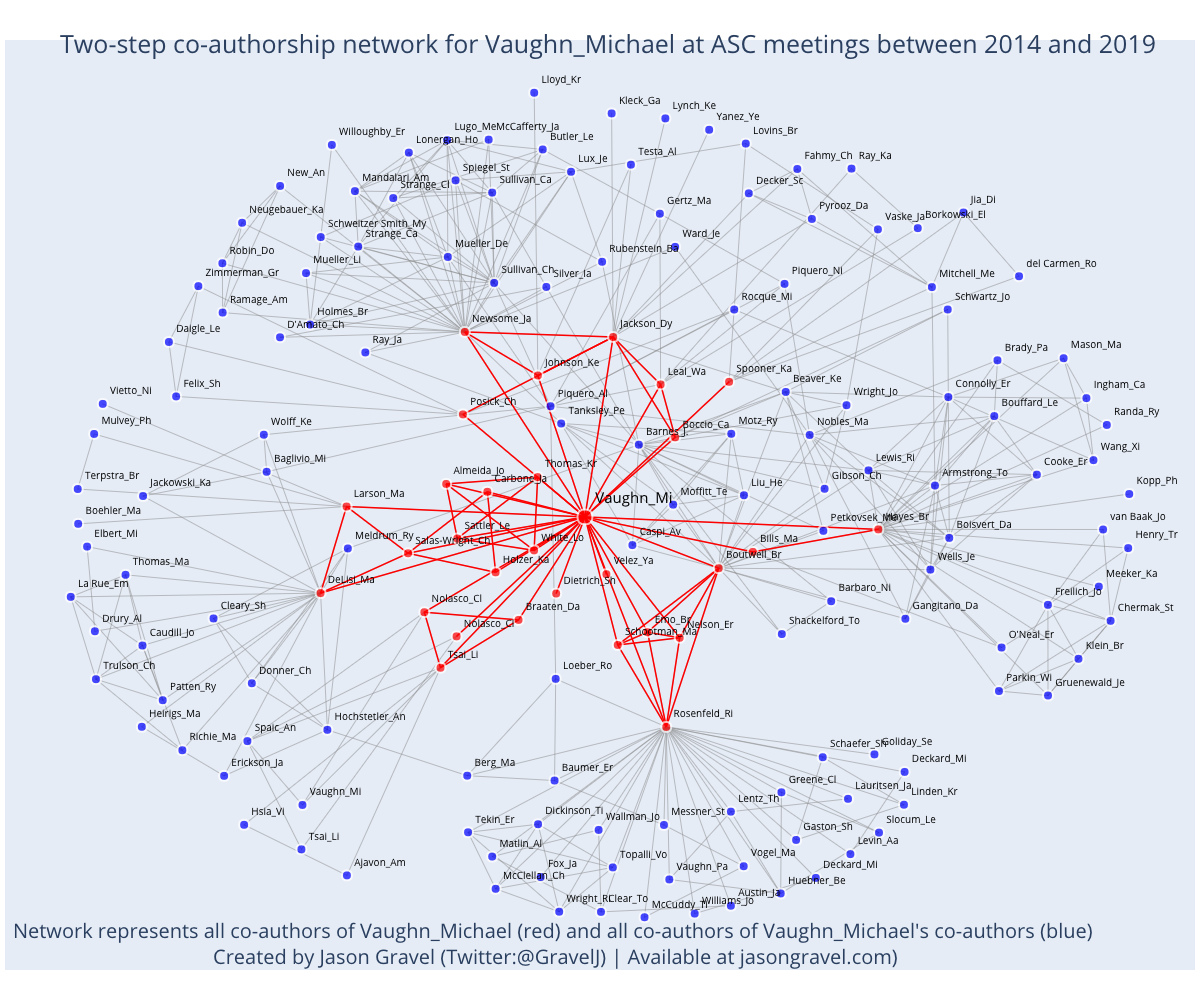 Two-step co-authorship network for Vaughn_Michael at ASC meetings between 2014 and 2019
Lloyd_Kr
Kleck_Ga
Lynch_Ke
Yanez_Ye
Willoughby_Er
Lonergan_Ho
Lugo_Me
McCafferty_Ja
Butler_Le
Lovins_Br
Testa_Al
Lux_Je
Fahmy_Ch
Ray_Ka
New_An
Mandalari_Am
Strange_Cl
Spiegel_St
Sullivan_Ca
Decker_Sc
Neugebauer_Ka
Schweitzer Smith_My
Strange_Ca
Gertz_Ma
Pyrooz_Da
Vaske_Ja
Borkowski_El
Jia_Di
Robin_Do
Mueller_Li
Mueller_De
Rubenstein_Ba
Ward_Je
Zimmerman_Gr
Sullivan_Ch
Silver_Ia
Piquero_Ni
Mitchell_Me
del Carmen_Ro
Ramage_Am
Holmes_Br
D'Amato_Ch
Rocque_Mi
Schwartz_Jo
Daigle_Le
Ray_Ja
Newsome_Ja
Jackson_Dy
Johnson_Ke
Leal_Wa
Spooner_Ka
Brady_Pa
Mason_Ma
Felix_Sh
Vietto_Ni
Posick_Ch
Piquero_Al
Tanksley_Pe
Beaver_Ke
Wright_Jo
Connolly_Er
Ingham_Ca
Mulvey_Ph
Wolff_Ke
Barnes_J.
Boccio_Ca
Motz_Ry
Nobles_Ma
Bouffard_Le
Randa_Ry
Terpstra_Br
Jackowski_Ka
Baglivio_Mi
Almeida_Jo
Carbone_Ja
Thomas_Kr
Lewis_Ri
Wang_Xi
Cooke_Er
Boehler_Ma
Larson_Ma
Vaughn_Mi
Moffitt_Te
Liu_He
Gibson_Ch
Armstrong_To
Kopp_Ph
Elbert_Mi
Meldrum_Ry
Salas-Wright_Ch
Sattler_Le
White_Lo
Caspi_Av
Bills_Ma
Petkovsek_Me
Hayes_Br
Boisvert_Da
van Baak_Jo
Henry_Tr
Thomas_Ma
La Rue_Em
DeLisi_Ma
Holzer_Ka
Dietrich_Sh
Velez_Ya
Boutwell_Br
Wells_Je
Meeker_Ka
Drury_Al
Cleary_Sh
Nolasco_Cl
Braaten_Da
Barbaro_Ni
Freilich_Jo
Chermak_St
Caudill_Jo
Nolasco_Cl
Schootman_Ma
Erno_Br
Nelson_Er
Shackelford_To
Gangitano_Da
O'Neal_Er
Klein_Br
Trulson_Ch
Donner_Ch
Tsai_Li
Loeber_Ro
Parkin_Wi
Gruenewald_Je
Patten_Ry
Heirigs_Ma
Richie_Ma
Spaic_An
Hochstetler_An
Rosenfeld_Ri
Erickson_Ja
Berg_Ma
Baumer_Er
Schaefer_Sh
Goliday_Se
Deckard_Mi
Hsia_Vi
Vaughn_Mi
Greene_Cl
Lauritsen_Ja
Linden_Kr
Tekin_Er
Dickinson_Ti
Wallman_Jo
Messner_St
Lentz_Th
Slocum_Le
Tsai_Li
Matlin_Al
Topalli_Vo
Gaston_Sh
Levin_Aa
Ajavon_Am
McClellan_Ch
Fox_Ja
Vaughn_Pa
Vogel_Ma
Deckard_Mi
Huebner_Be
Wright_Ri
Clear_To
McCuddy_Ti
Williams_Jo
Austin_Ja
Network represents all co-authors of Vaughn_Michael (red) and all co-authors of Vaughn_Michael's co-authors (blue)
Created by Jason Gravel (Twitter:@GravelJ) | Available at jasongravel.com)